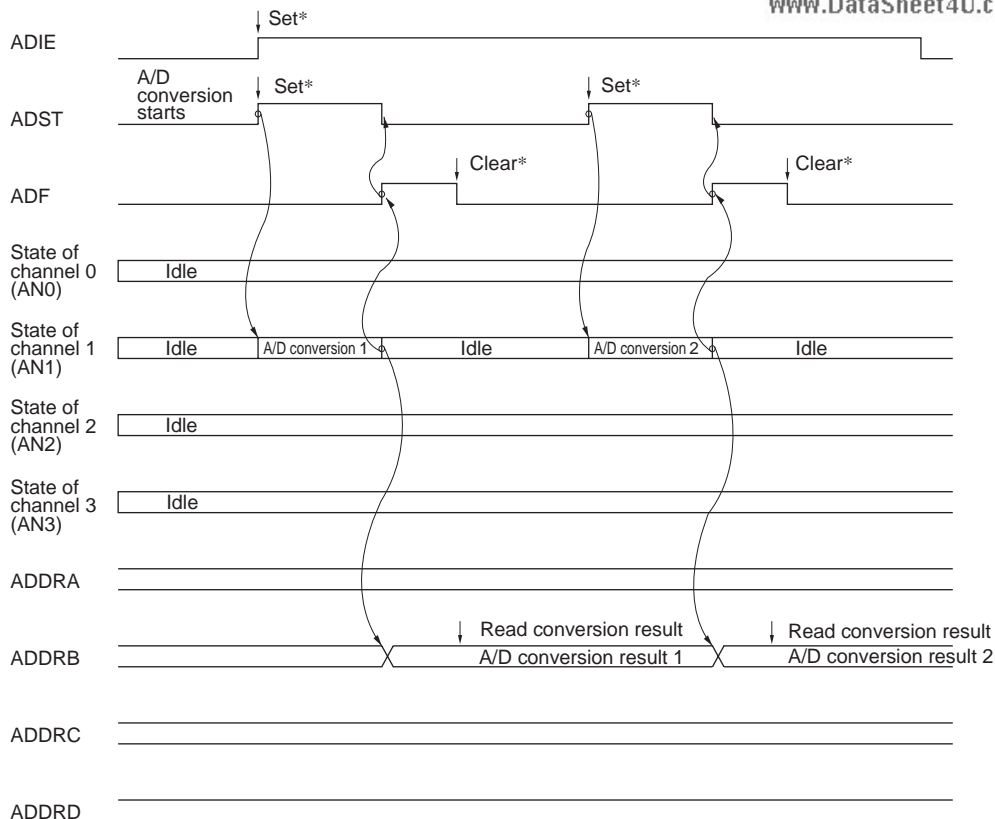 www.DataSheet4U.c
Set*
ADIE
A/D
conversion
starts
Set*
Set*
ADST
Clear*
Clear*
ADF
State of
channel 0
(AN0)
Idle
State of
channel 1
(AN1)
Idle
A/D conversion 1
Idle
A/D conversion 2
Idle
State of
channel 2
(AN2)
Idle
State of
channel 3
(AN3)
Idle
ADDRA
Read conversion result
Read conversion result
ADDRB
A/D conversion result 1
A/D conversion result 2
ADDRC
ADDRD